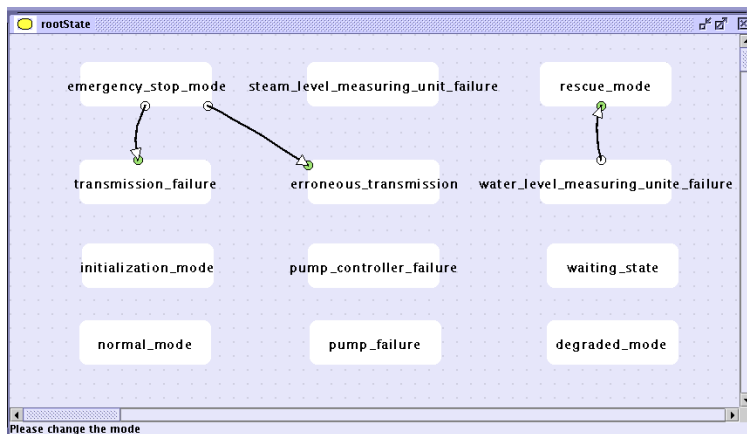 rootState
emergency_stop_mode steam_level_measuring_unit_failure rescue_mode
transmission_failure erroneous_transmission water_level_measuring_unite_failure
initialization_mode pump_controller_failure waiting_state
normal_mode pump_failure degraded_mode
Please change the mode